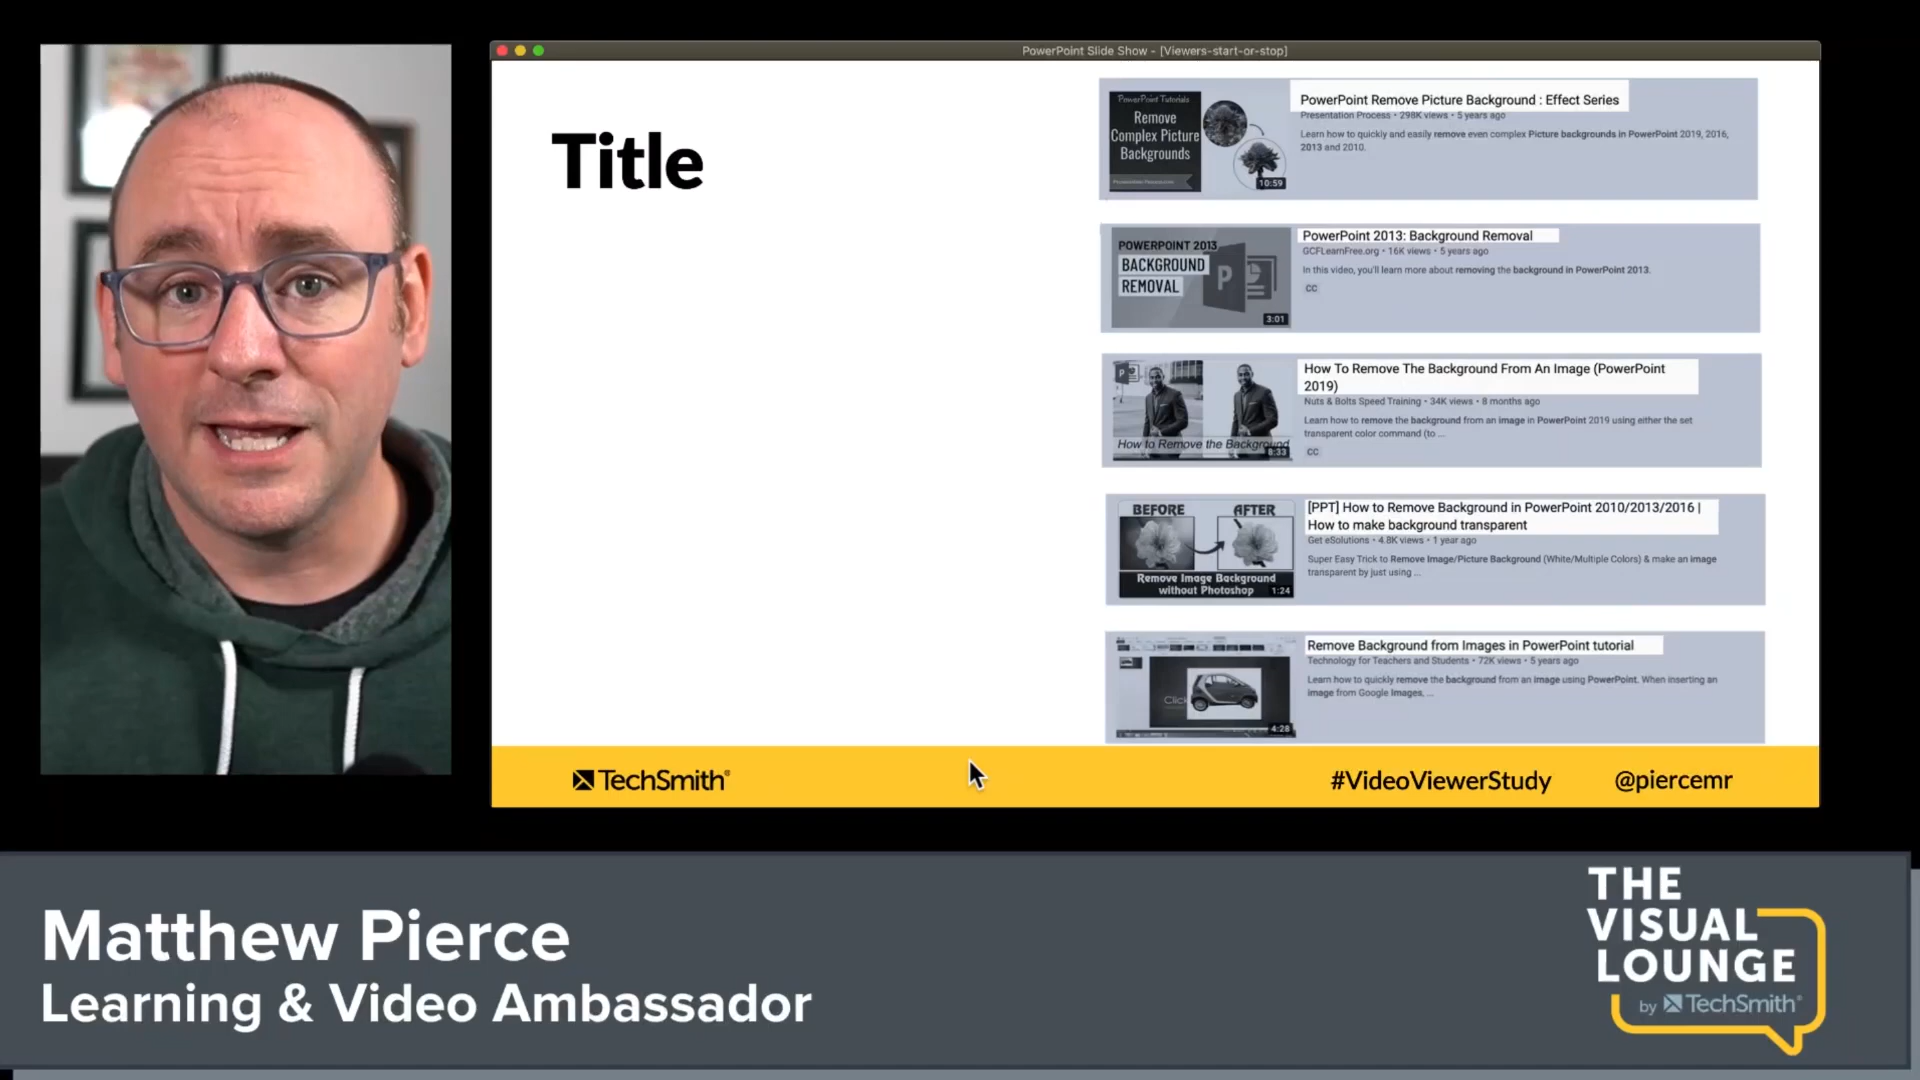 PowerPoint Slide Show - [Viewers-start-or-stop]
Title
PowerPoint Tutorials
Remove
Complex Picture
Backgrounds
10:59
PowerPoint Remove Picture Background : Effect Series
Presentation Process • 298K views • 5 years ago
Learn how to quickly and easily remove even complex Picture backgrounds in PowerPoint 2019, 2016,
2013 and 2010.
POWERPOINT 2013
BACKGROUND
REMOVAL
P
3:01
PowerPoint 2013: Background Removal
GCFLearnFree.org • 16K views • 5 years ago
In this video, you'll learn more about removing the background in PowerPoint 2013.
CC
P
How to Remove the Background
8:33
How To Remove The Background From An Image (PowerPoint
2019)
Nuts & Bolts Speed Training • 34K views • 8 months ago
Learn how to remove the background from an image in PowerPoint 2019 using either the set
transparent color command (to ...
CC
BEFORE AFTER
Remove Image Background
without Photoshop
1:24
[PPT] How to Remove Background in PowerPoint 2010/2013/2016 |
How to make background transparent
Get eSolutions • 4.8K views • 1 year ago
Super Easy Trick to Remove Image/Picture Background (White/Multiple Colors) & make an image
transparent by just using ...
Click
4:28
Remove Background from Images in PowerPoint tutorial
Technology for Teachers and Students • 72K views • 5 years ago
Learn how to quickly remove the background from an image using PowerPoint. When inserting an
image from Google Images, ...
TechSmith®
#VideoViewerStudy
@piercemr
Matthew Pierce
Learning & Video Ambassador
THE
VISUAL
LOUNGE
by TechSmith®